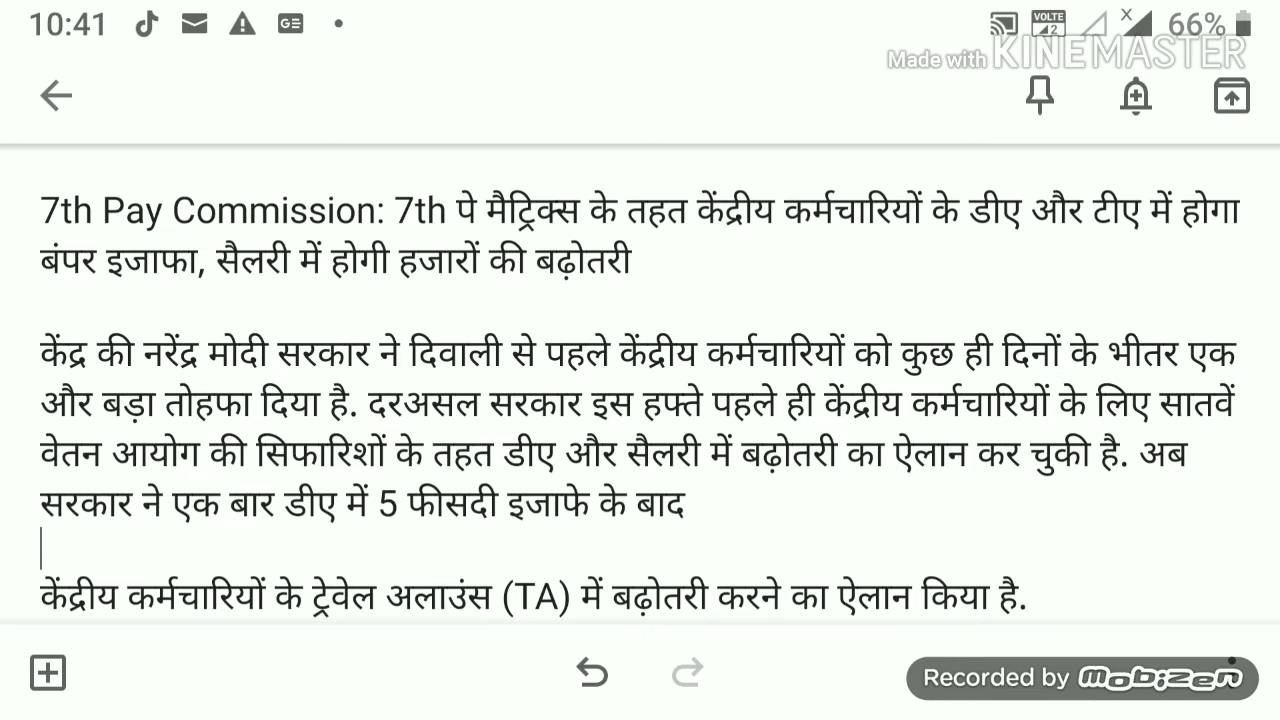 10:41
VOLTE
2
66%
Made with KINEMASTER
7th Pay Commission: 7th पे मैट्रिक्स के तहत केंद्रीय कर्मचारियों के डीए और टीए में होगा
बंपर इजाफा, सैलरी में होगी हजारों की बढ़ोतरी
केंद्र की नरेंद्र मोदी सरकार ने दिवाली से पहले केंद्रीय कर्मचारियों को कुछ ही दिनों के भीतर एक
और बड़ा तोहफा दिया है. दरअसल सरकार इस हफ्ते पहले ही केंद्रीय कर्मचारियों के लिए सातवें
वेतन आयोग की सिफारिशों के तहत डीए और सैलरी में बढ़ोतरी का ऐलान कर चुकी है. अब
सरकार ने एक बार डीए में 5 फीसदी इजाफे के बाद
केंद्रीय कर्मचारियों के ट्रेवेल अलाउंस (TA) में बढ़ोतरी करने का ऐलान किया है.
Recorded by mobizen